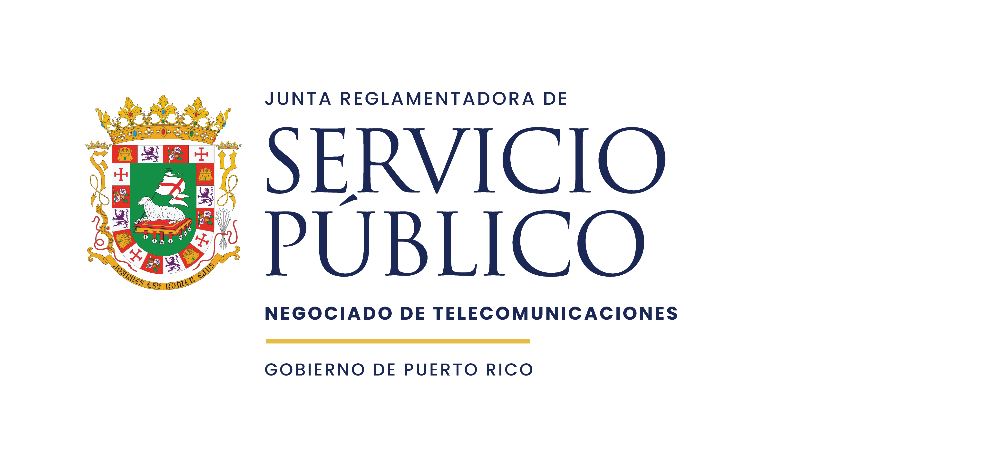 JUNTA REGLAMENTADORA DE
SERVICIO
PÚBLICO
NEGOCIADO DE TELECOMUNICACIONES
GOBIERNO DE PUERTO RICO